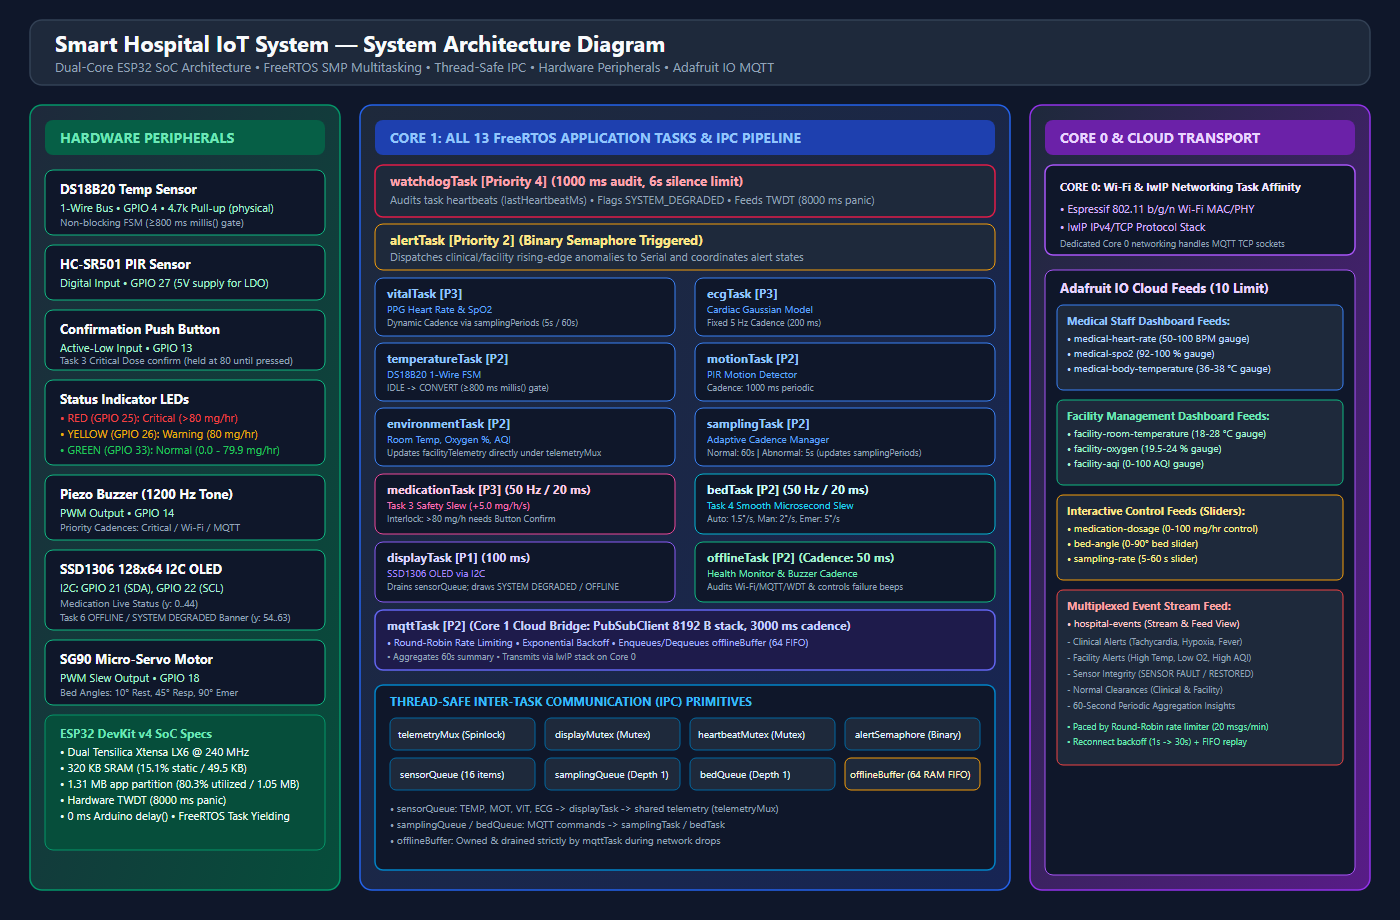 Smart Hospital IoT System — System Architecture Diagram
Dual-Core ESP32 SoC Architecture • FreeRTOS SMP Multitasking • Thread-Safe IPC • Hardware Peripherals • Adafruit IO MQTT
HARDWARE PERIPHERALS
DS18B20 Temp Sensor
1-Wire Bus • GPIO 4 • 4.7k Pull-up (physical)
Non-blocking FSM (≥800 ms millis() gate)
HC-SR501 PIR Sensor
Digital Input • GPIO 27 (5V supply for LDO)
Confirmation Push Button
Active-Low Input • GPIO 13
Task 3 Critical Dose confirm (held at 80 until pressed)
Status Indicator LEDs
• RED (GPIO 25): Critical (>80 mg/hr)
• YELLOW (GPIO 26): Warning (80 mg/hr)
• GREEN (GPIO 33): Normal (0.0 - 79.9 mg/hr)
Piezo Buzzer (1200 Hz Tone)
PWM Output • GPIO 14
Priority Cadences: Critical / Wi-Fi / MQTT
SSD1306 128x64 I2C OLED
I2C: GPIO 21 (SDA), GPIO 22 (SCL)
Medication Live Status (y: 0..44)
Task 6 OFFLINE / SYSTEM DEGRADED Banner (y: 54..63)
SG90 Micro-Servo Motor
PWM Slew Output • GPIO 18
Bed Angles: 10° Rest, 45° Resp, 90° Emer
ESP32 DevKit v4 SoC Specs
• Dual Tensilica Xtensa LX6 @ 240 MHz
• 320 KB SRAM (15.1% static / 49.5 KB)
• 1.31 MB app partition (80.3% utilized / 1.05 MB)
• Hardware TWDT (8000 ms panic)
• 0 ms Arduino delay() • FreeRTOS Task Yielding
CORE 1: ALL 13 FreeRTOS APPLICATION TASKS & IPC PIPELINE
watchdogTask [Priority 4] (1000 ms audit, 6s silence limit)
Audits task heartbeats (lastHeartbeatMs) • Flags SYSTEM_DEGRADED • Feeds TWDT (8000 ms panic)
alertTask [Priority 2] (Binary Semaphore Triggered)
Dispatches clinical/facility rising-edge anomalies to Serial and coordinates alert states
vitalTask [P3]
PPG Heart Rate & SpO2
Dynamic Cadence via samplingPeriods (5s / 60s)
ecgTask [P3]
Cardiac Gaussian Model
Fixed 5 Hz Cadence (200 ms)
temperatureTask [P2]
DS18B20 1-Wire FSM
IDLE -> CONVERT (≥800 ms millis() gate)
motionTask [P2]
PIR Motion Detector
Cadence: 1000 ms periodic
environmentTask [P2]
Room Temp, Oxygen %, AQI
Updates facilityTelemetry directly under telemetryMux
samplingTask [P2]
Adaptive Cadence Manager
Normal: 60s | Abnormal: 5s (updates samplingPeriods)
medicationTask [P3] (50 Hz / 20 ms)
Task 3 Safety Slew (+5.0 mg/h/s)
Interlock: >80 mg/h needs Button Confirm
bedTask [P2] (50 Hz / 20 ms)
Task 4 Smooth Microsecond Slew
Auto: 1.5°/s, Man: 2°/s, Emer: 5°/s
displayTask [P1] (100 ms)
SSD1306 OLED via I2C
Drains sensorQueue; draws SYSTEM DEGRADED / OFFLINE
offlineTask [P2] (Cadence: 50 ms)
Health Monitor & Buzzer Cadence
Audits Wi-Fi/MQTT/WDT & controls failure beeps
mqttTask [P2] (Core 1 Cloud Bridge: PubSubClient 8192 B stack, 3000 ms cadence)
• Round-Robin Rate Limiting • Exponential Backoff • Enqueues/Dequeues offlineBuffer (64 FIFO)
• Aggregates 60s summary • Transmits via lwIP stack on Core 0
THREAD-SAFE INTER-TASK COMMUNICATION (IPC) PRIMITIVES
telemetryMux (Spinlock)
displayMutex (Mutex)
heartbeatMutex (Mutex)
alertSemaphore (Binary)
sensorQueue (16 items)
samplingQueue (Depth 1)
bedQueue (Depth 1)
offlineBuffer (64 RAM FIFO)
• sensorQueue: TEMP, MOT, VIT, ECG -> displayTask -> shared telemetry (telemetryMux)
• samplingQueue / bedQueue: MQTT commands -> samplingTask / bedTask
• offlineBuffer: Owned & drained strictly by mqttTask during network drops
CORE 0 & CLOUD TRANSPORT
CORE 0: Wi-Fi & lwIP Networking Task Affinity
• Espressif 802.11 b/g/n Wi-Fi MAC/PHY
• lwIP IPv4/TCP Protocol Stack
Dedicated Core 0 networking handles MQTT TCP sockets
Adafruit IO Cloud Feeds (10 Limit)
Medical Staff Dashboard Feeds:
• medical-heart-rate (50-100 BPM gauge)
• medical-spo2 (92-100 % gauge)
• medical-body-temperature (36-38 °C gauge)
Facility Management Dashboard Feeds:
• facility-room-temperature (18-28 °C gauge)
• facility-oxygen (19.5-24 % gauge)
• facility-aqi (0-100 AQI gauge)
Interactive Control Feeds (Sliders):
• medication-dosage (0-100 mg/hr control)
• bed-angle (0-90° bed slider)
• sampling-rate (5-60 s slider)
Multiplexed Event Stream Feed:
• hospital-events (Stream & Feed View)
- Clinical Alerts (Tachycardia, Hypoxia, Fever)
- Facility Alerts (High Temp, Low O2, High AQI)
- Sensor Integrity (SENSOR FAULT / RESTORED)
- Normal Clearances (Clinical & Facility)
- 60-Second Periodic Aggregation Insights
• Paced by Round-Robin rate limiter (20 msgs/min)
• Reconnect backoff (1s -> 30s) + FIFO replay